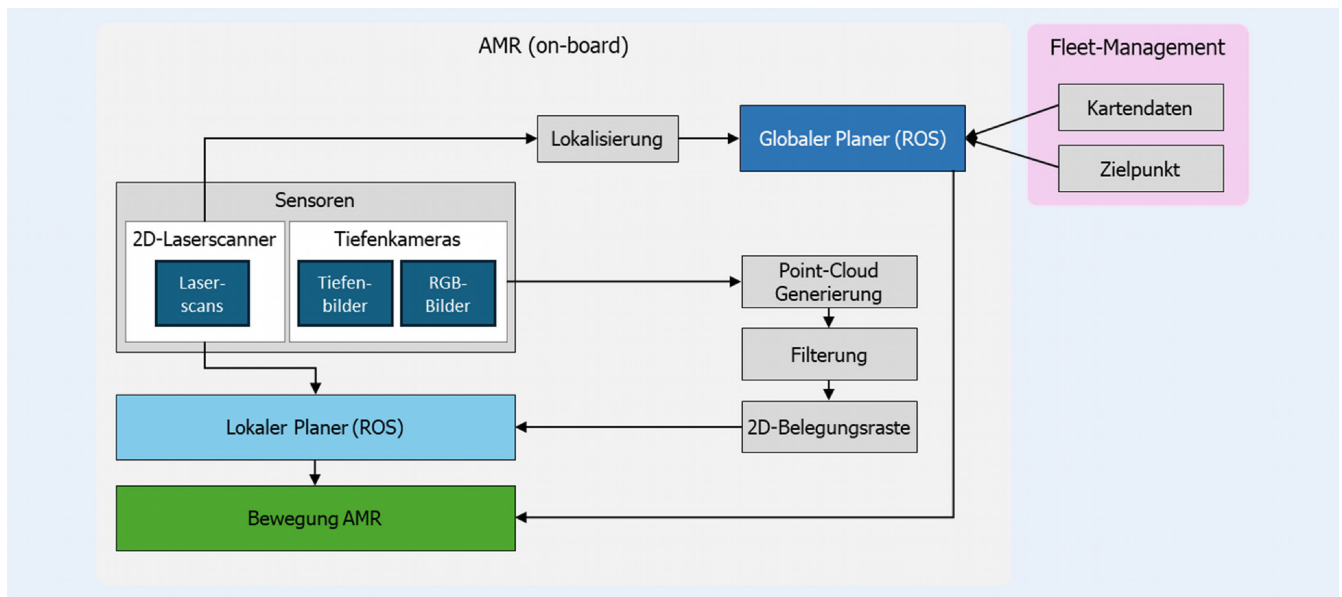 AMR (on-board)
Fleet-Management
Kartendaten
Zielpunkt
Lokalisierung
Globaler Planer (ROS)
Sensoren
2D-Laserscanner
Laser-
scans
Tiefenkameras
Tiefen-
bilder
RGB-
Bilder
Point-Cloud
Generierung
Filterung
2D-Belegungsraste
Lokaler Planer (ROS)
Bewegung AMR